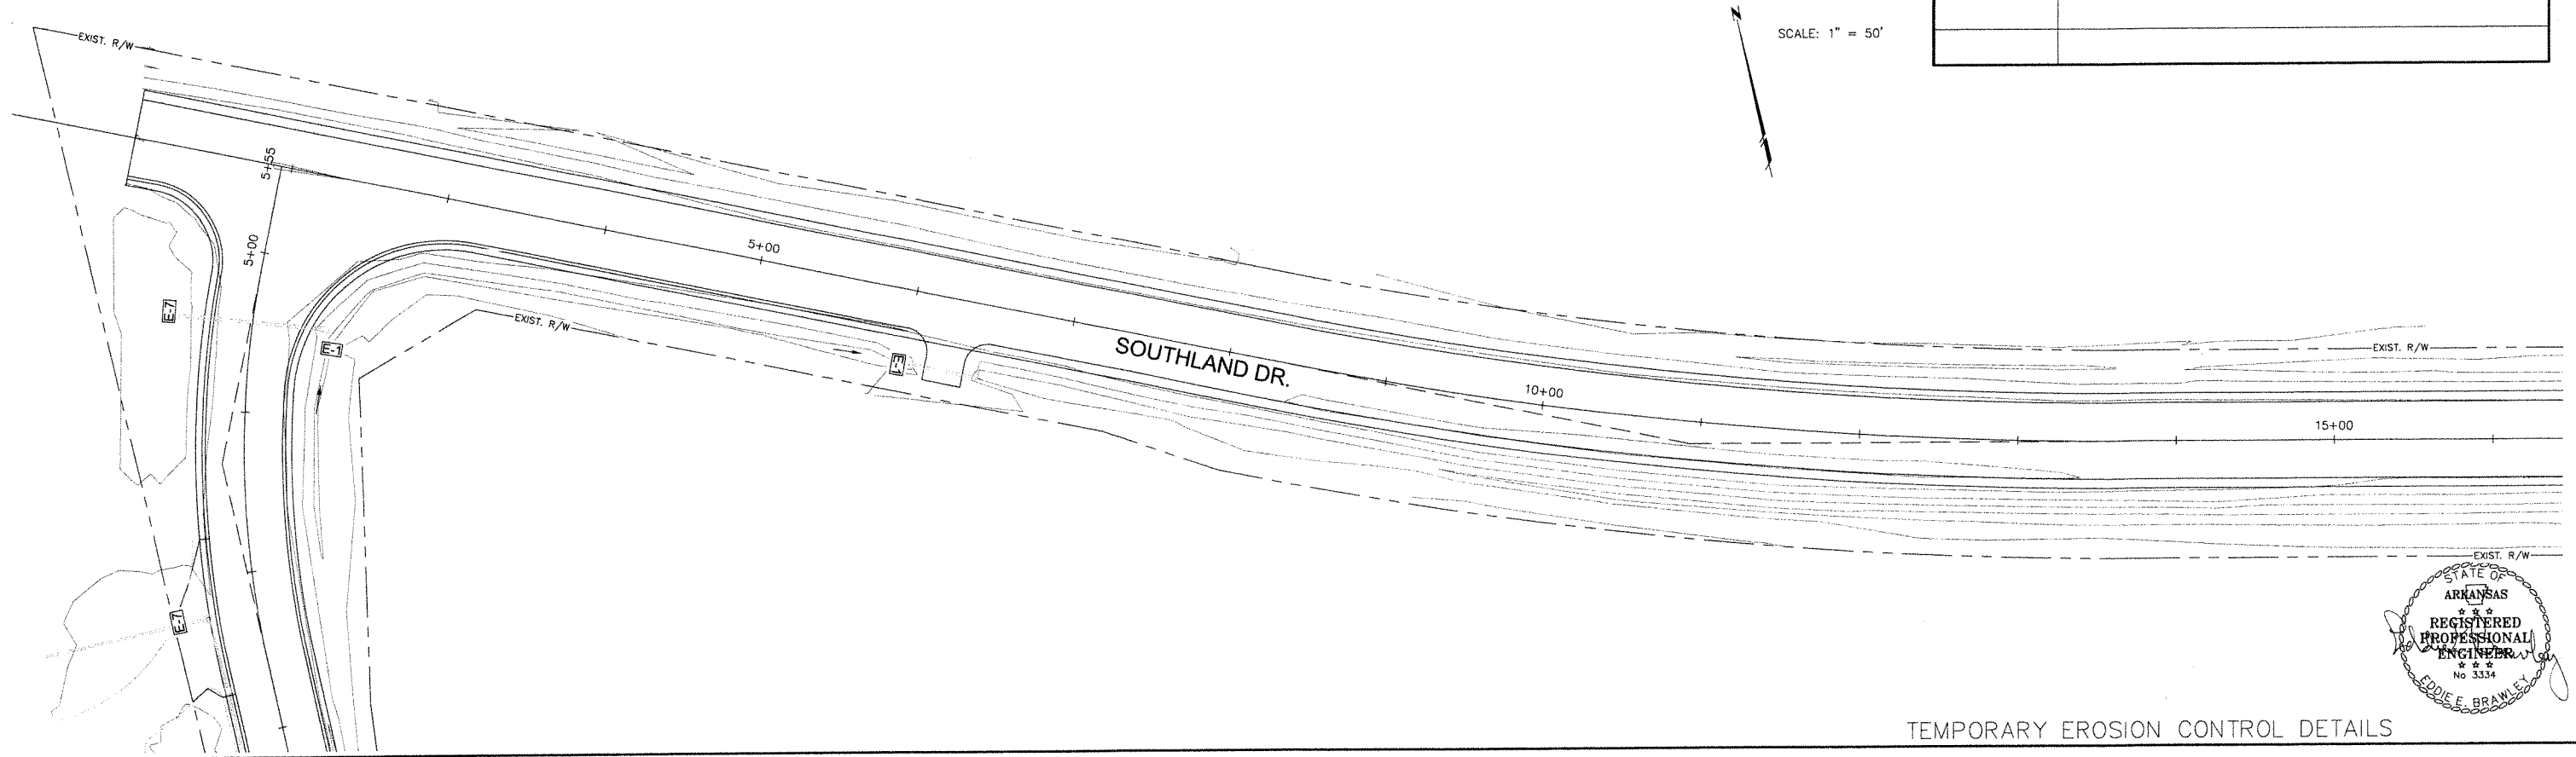 N
SCALE: 1" = 50'
EXIST. R/W
5+55
5+00
5+00
E-7
EXIST. R/W
E-1
E-1
SOUTHLAND DR.
10+00
EXIST. R/W
15+00
EXIST. R/W
E-7
STATE OF
ARKANSAS
REGISTERED
PROFESSIONAL
ENGINEER
No 3334
EDDIE E. BRAWLEY
TEMPORARY EROSION CONTROL DETAILS